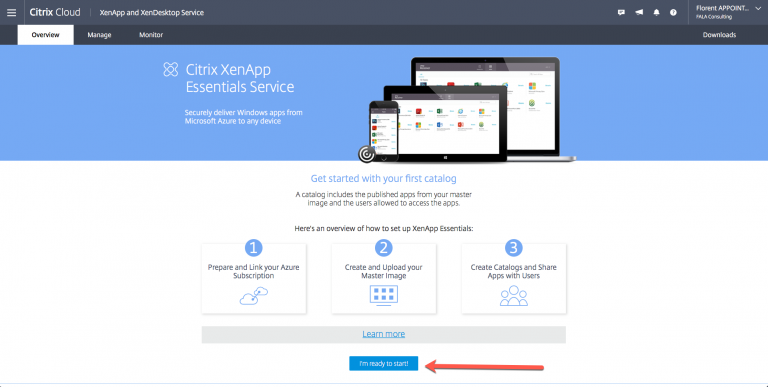 Citrix Cloud
XenApp and XenDesktop Service
Florent APPOINT...
FALA Consulting
Overview
Manage
Monitor
Downloads
Citrix XenApp
Essentials Service
Securely deliver Windows apps from
Microsoft Azure to any device
Get started with your first catalog
A catalog includes the published apps from your master
image and the users allowed to access the apps.
Here's an overview of how to set up XenApp Essentials:
1
Prepare and Link your Azure
Subscription
2
Create and Upload your
Master Image
3
Create Catalogs and Share
Apps with Users
Learn more
I'm ready to start!